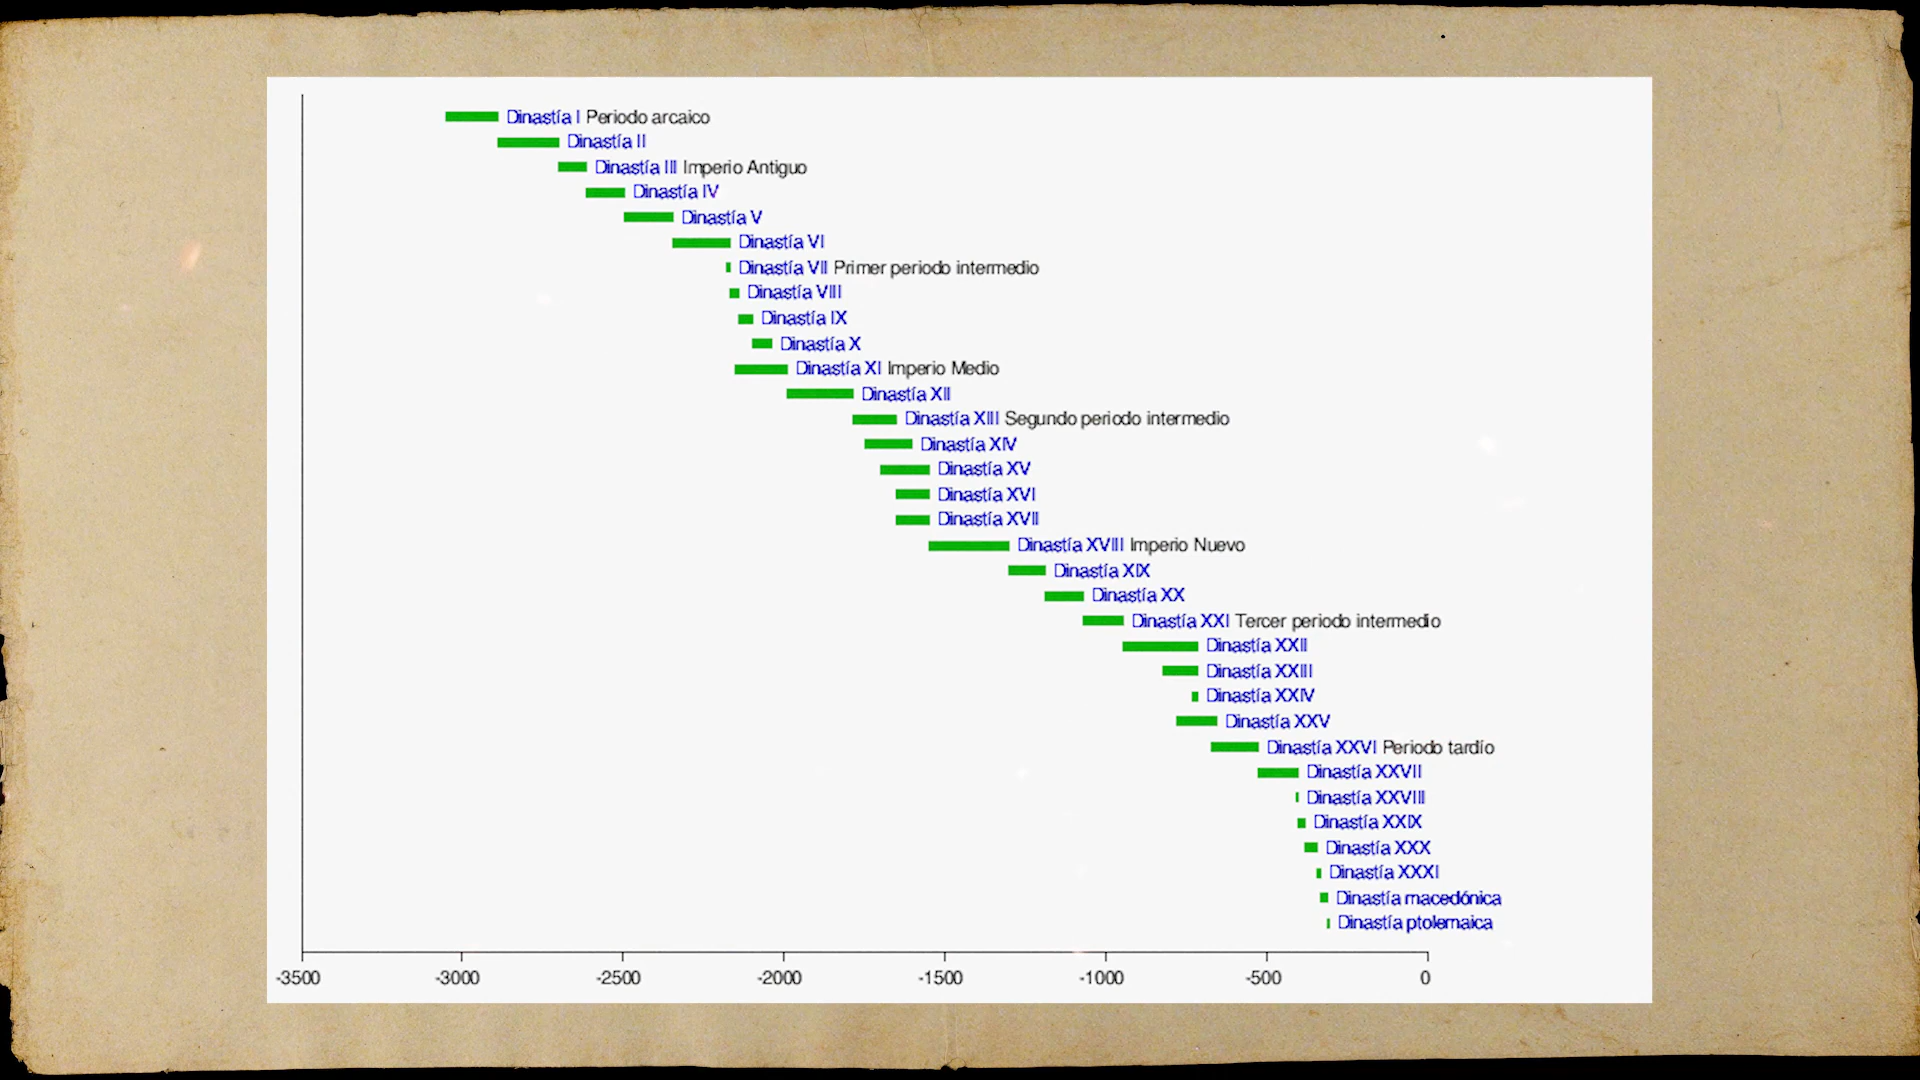 Dinastía I Periodo arcaico
Dinastía II
Dinastía III Imperio Antiguo
Dinastía IV
Dinastía V
Dinastía VI
Dinastía VII Primer periodo intermedio
Dinastía VIII
Dinastía IX
Dinastía X
Dinastía XI Imperio Medio
Dinastía XII
Dinastía XIII Segundo periodo intermedio
Dinastía XIV
Dinastía XV
Dinastía XVI
Dinastía XVII
Dinastía XVIII Imperio Nuevo
Dinastía XIX
Dinastía XX
Dinastía XXI Tercer periodo intermedio
Dinastía XXII
Dinastía XXIII
Dinastía XXIV
Dinastía XXV
Dinastía XXVI Periodo tardío
Dinastía XXVII
Dinastía XXVIII
Dinastía XXIX
Dinastía XXX
Dinastía XXXI
Dinastía macedónica
Dinastía ptolemaica
-3500 -3000 -2500 -2000 -1500 -1000 -500 0